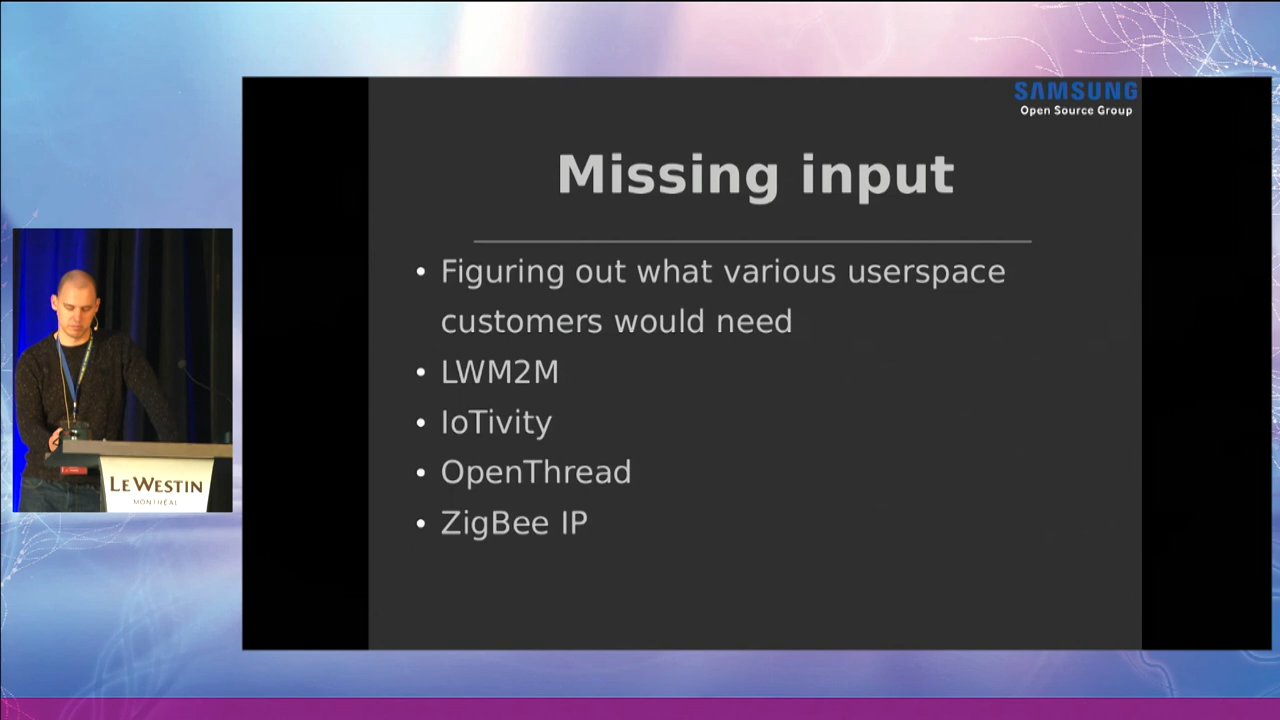 SAMSUNG
Open Source Group
Missing input
• Figuring out what various userspace
customers would need
• LWM2M
• IoTivity
• OpenThread
• ZigBee IP
LE WESTIN
MONTRÉAL